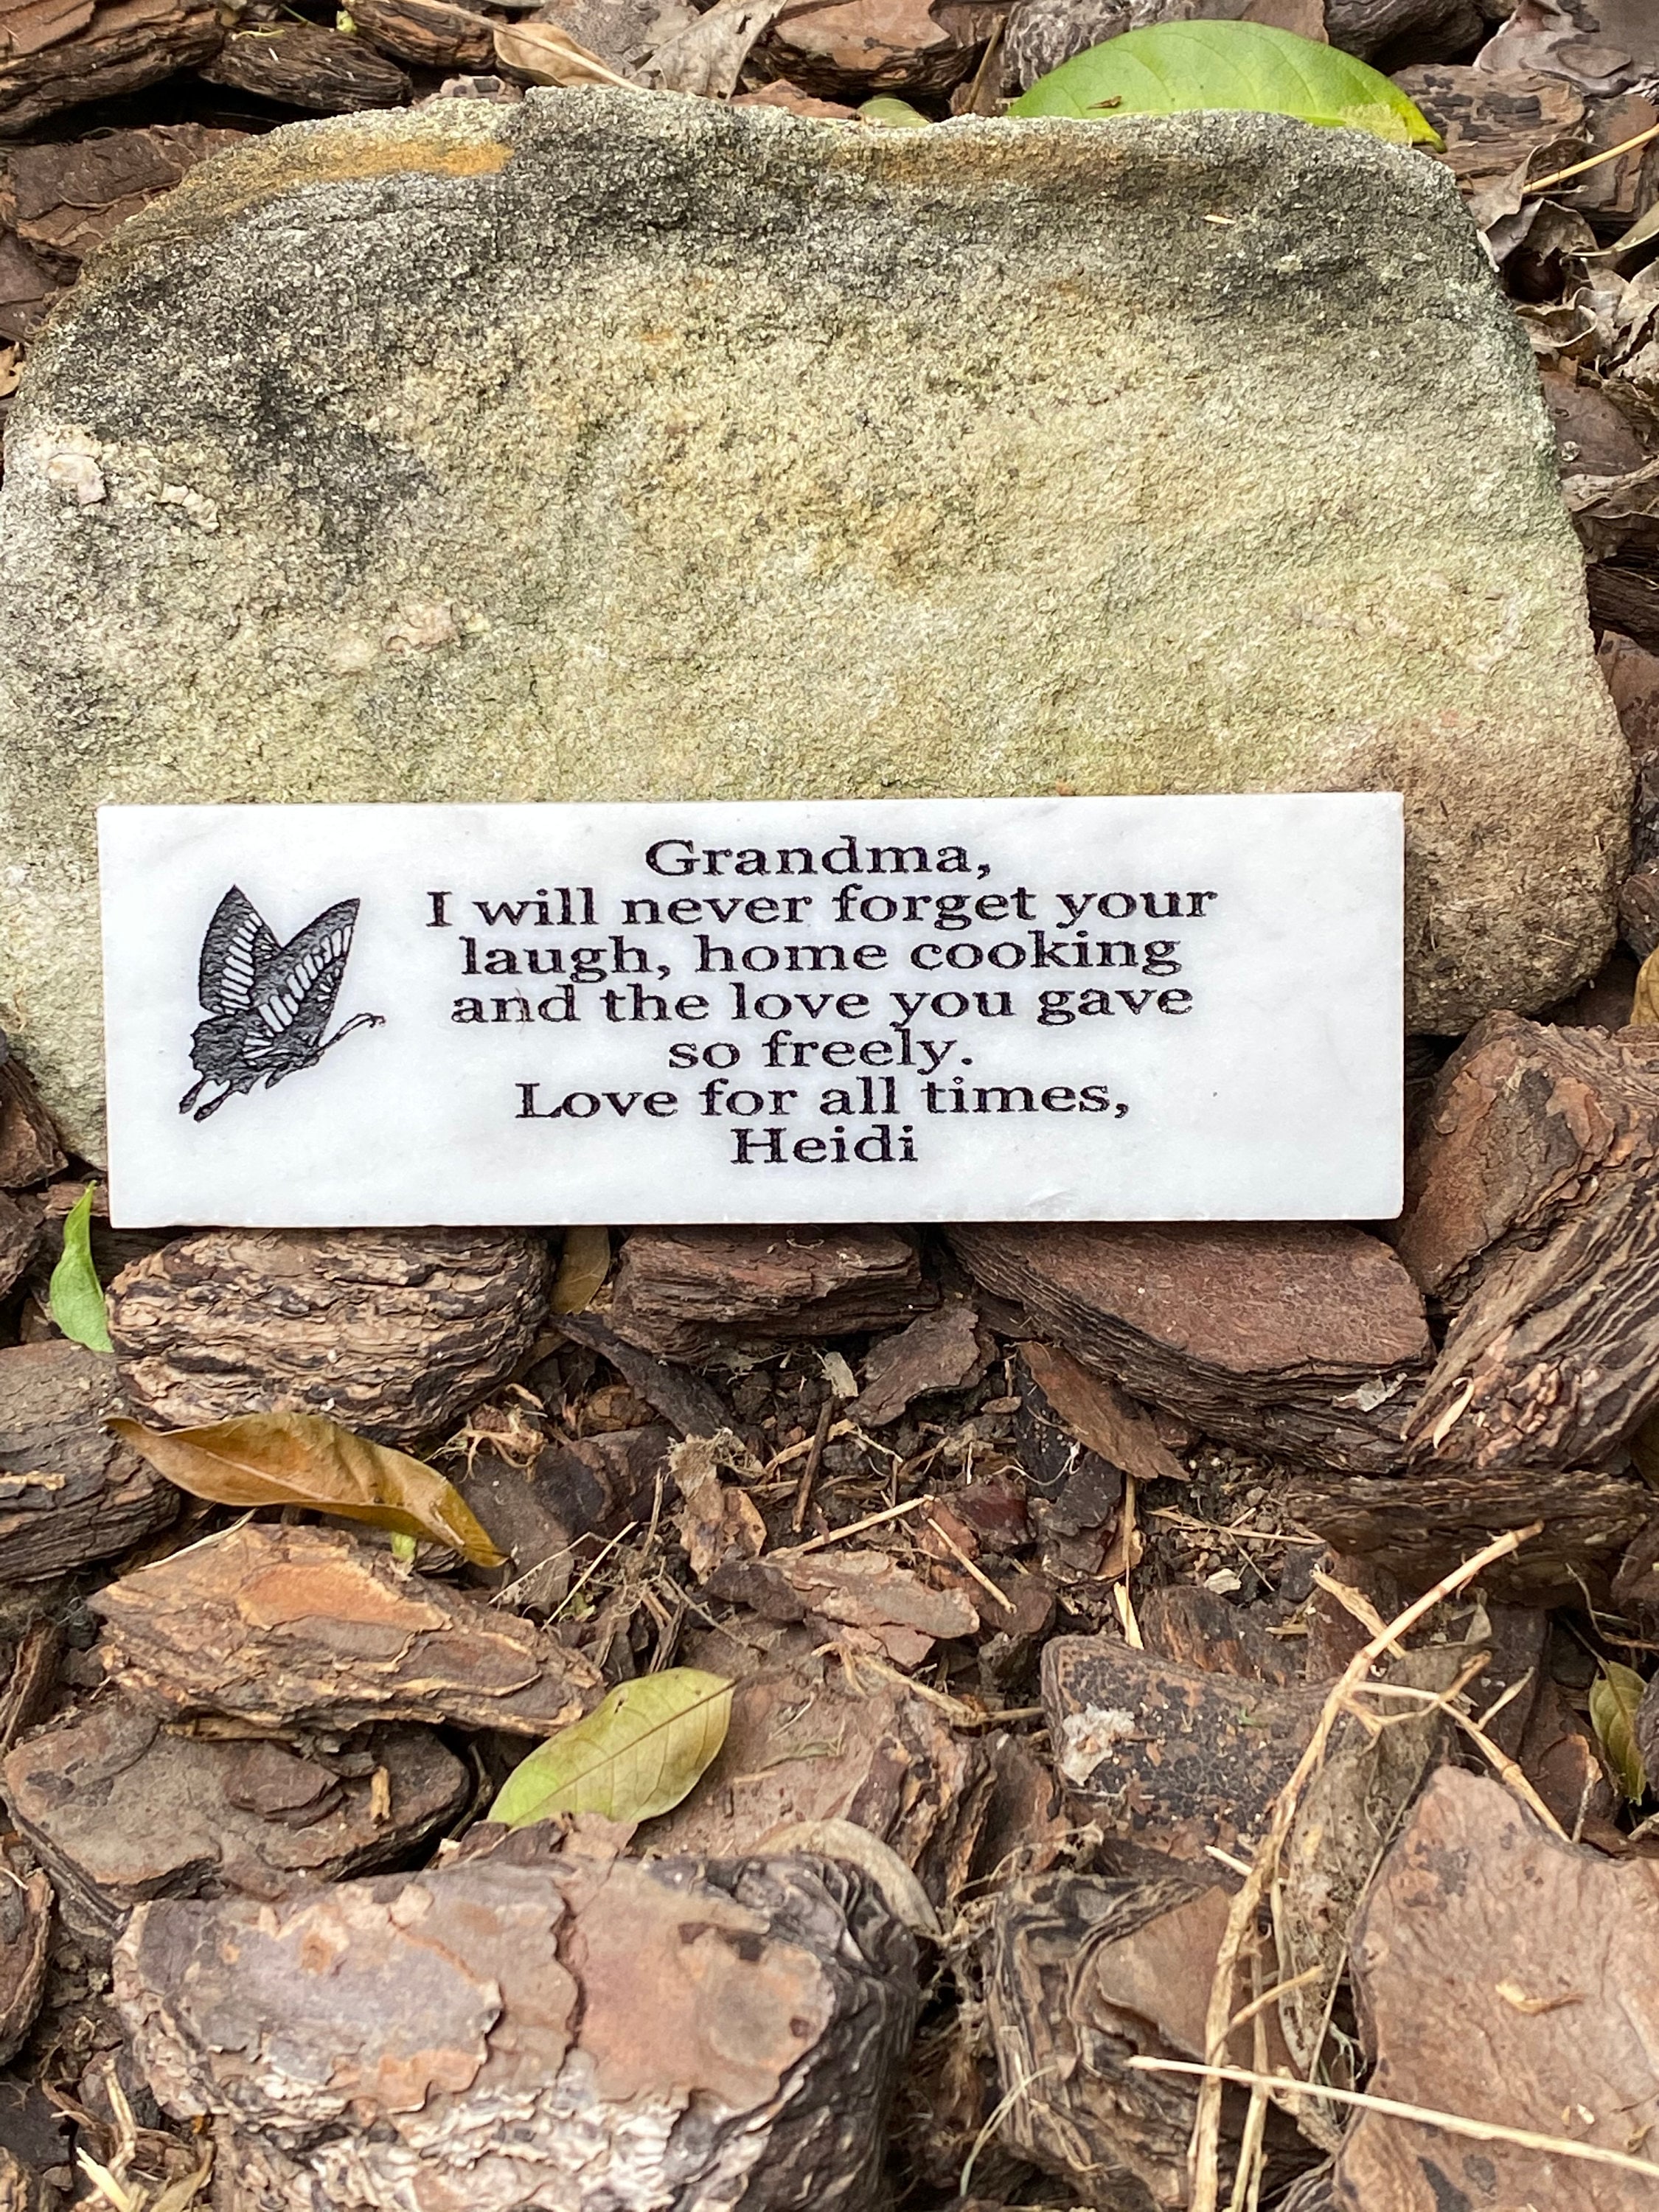 Grandma,
I will never forget your
laugh, home cooking
and the love you gave
so freely.
Love for all times,
Heidi